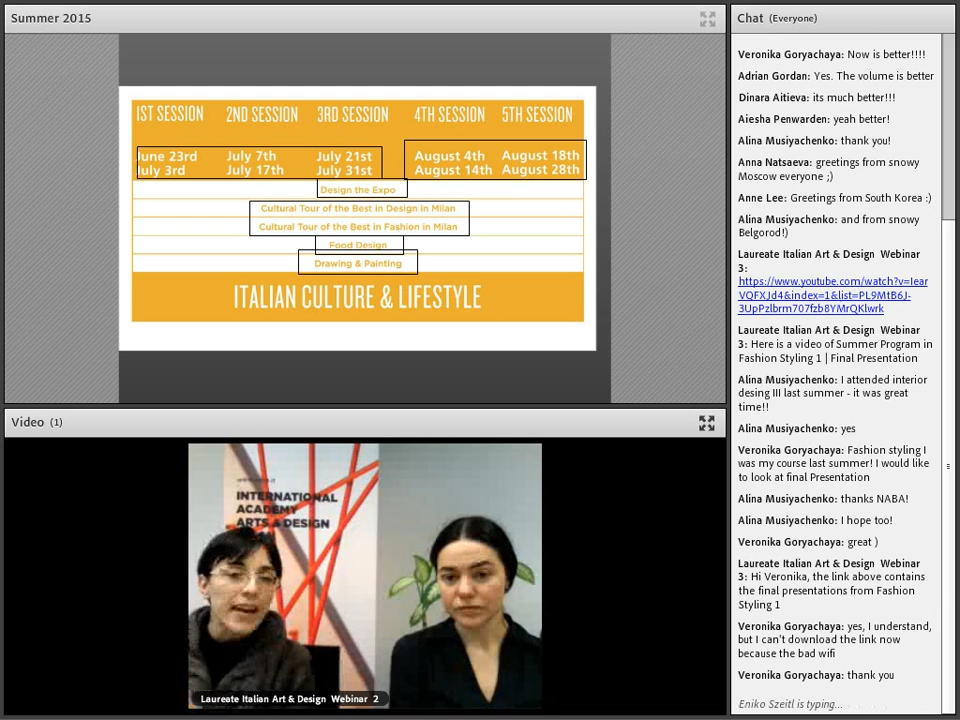 Summer 2015
1ST SESSION 2ND SESSION 3RD SESSION 4TH SESSION 5TH SESSION
June 23rd July 7th July 21st August 4th August 18th
July 3rd July 17th July 31st August 14th August 28th
Design the Expo
Cultural Tour of the Best in Design in Milan
Cultural Tour of the Best in Fashion in Milan
Food Design
Drawing & Painting
ITALIAN CULTURE & LIFESTYLE
Video (1)
INTERNATIONAL
ACADEMY
ARTS & DESIGN
Laureate Italian Art & Design Webinar 2
Chat (Everyone)
Veronika Goryachaya: Now is better!!!!
Adrian Gordan: Yes. The volume is better
Dinara Aitieva: its much better!!!
Aiesha Penwarden: yeah better!
Alina Musiyachenko: thank you!
Anna Natsaeva: greetings from snowy
Moscow everyone ;)
Anne Lee: Greetings from South Korea :)
Alina Musiyachenko: and from snowy
Belgorod!)
Laureate Italian Art & Design Webinar
3:
https://www.youtube.com/watch?v=Iear
VQFXJd4&index=1&list=PL9MtB6J-
3UpPzlbrm707fzb8YMrQKlwrk
Laureate Italian Art & Design Webinar
3: Here is a video of Summer Program in
Fashion Styling 1 | Final Presentation
Alina Musiyachenko: I attended interior
desing III last summer - it was great
time!!
Alina Musiyachenko: yes
Veronika Goryachaya: Fashion styling I
was my course last summer! I would like
to look at final Presentation
Alina Musiyachenko: thanks NABA!
Alina Musiyachenko: I hope too!
Veronika Goryachaya: great )
Laureate Italian Art & Design Webinar
3: Hi Veronika, the link above contains
the final presentations from Fashion
Styling 1
Veronika Goryachaya: yes, I understand,
but I can't download the link now
because the bad wifi
Veronika Goryachaya: thank you
Eniko Szeitl is typing...